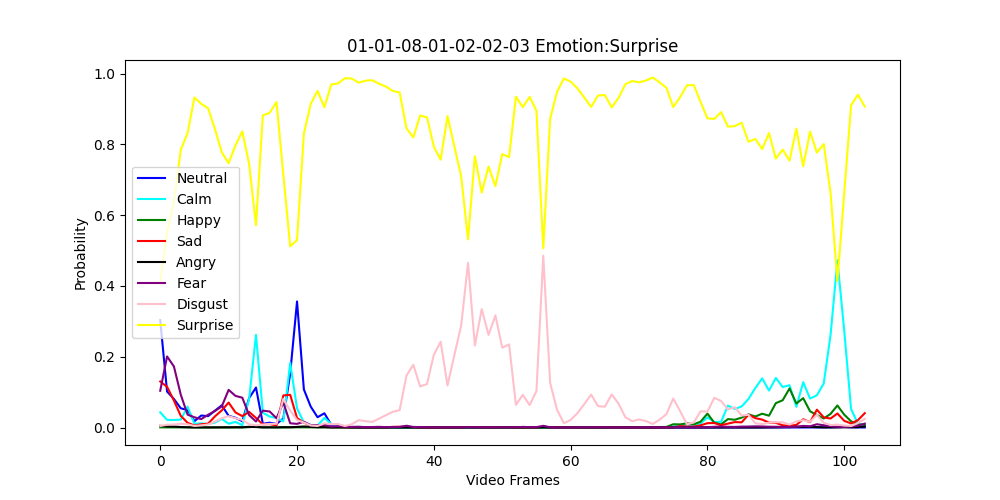 01-01-08-01-02-02-03 Emotion:Surprise
1.0
0.8
0.6
0.4
0.2
0.0
Probability
Neutral
Calm
Happy
Sad
Angry
Fear
Disgust
Surprise
0
20
40
60
80
100
Video Frames